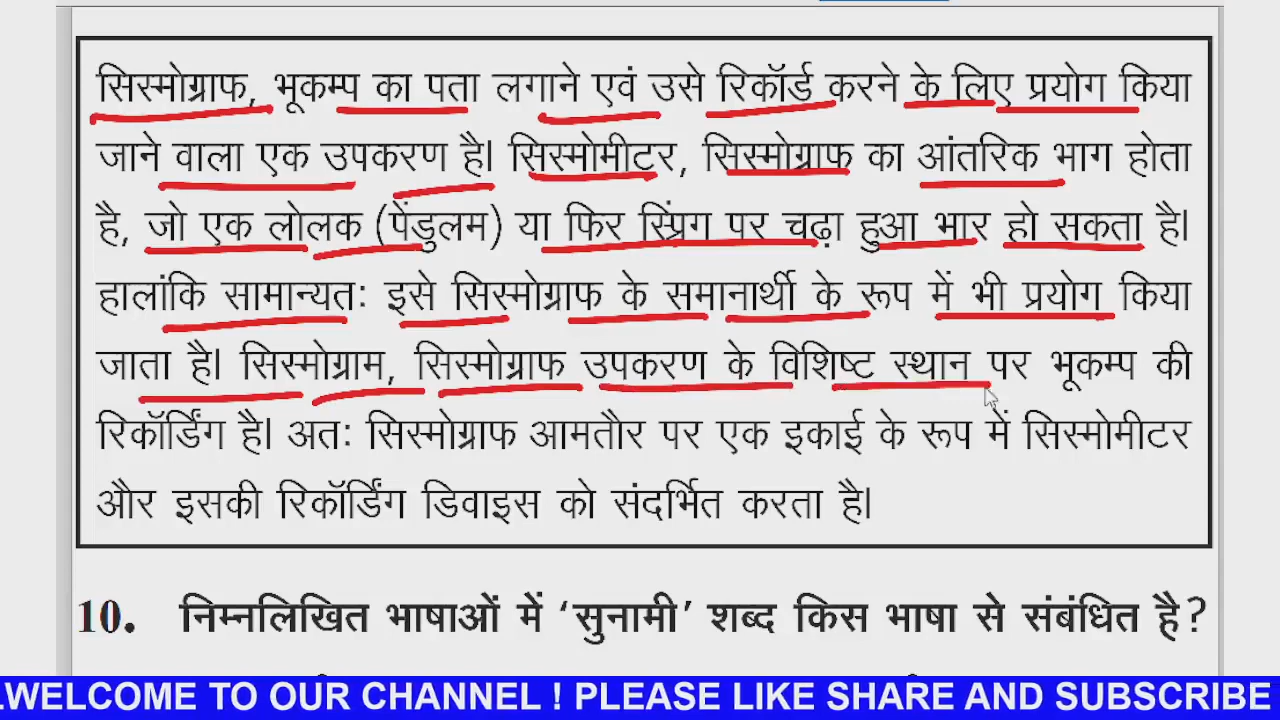 सिस्मोग्राफ, भूकम्प का पता लगाने एवं उसे रिकॉर्ड करने के लिए प्रयोग किया
जाने वाला एक उपकरण है। सिस्मोमीटर, सिस्मोग्राफ का आंतरिक भाग होता
है, जो एक लोलक (पेंडुलम) या फिर स्प्रिंग पर चढ़ा हुआ भार हो सकता है।
हालांकि सामान्यतः इसे सिस्मोग्राफ के समानार्थी के रूप में भी प्रयोग किया
जाता है। सिस्मोग्राम, सिस्मोग्राफ उपकरण के विशिष्ट स्थान पर भूकम्प की
रिकॉर्डिंग है। अतः सिस्मोग्राफ आमतौर पर एक इकाई के रूप में सिस्मोमीटर
और इसकी रिकॉर्डिंग डिवाइस को संदर्भित करता है।
10. निम्नलिखित भाषाओं में ‘सुनामी’ शब्द किस भाषा से संबंधित है?
.WELCOME TO OUR CHANNEL ! PLEASE LIKE SHARE AND SUBSCRIBE